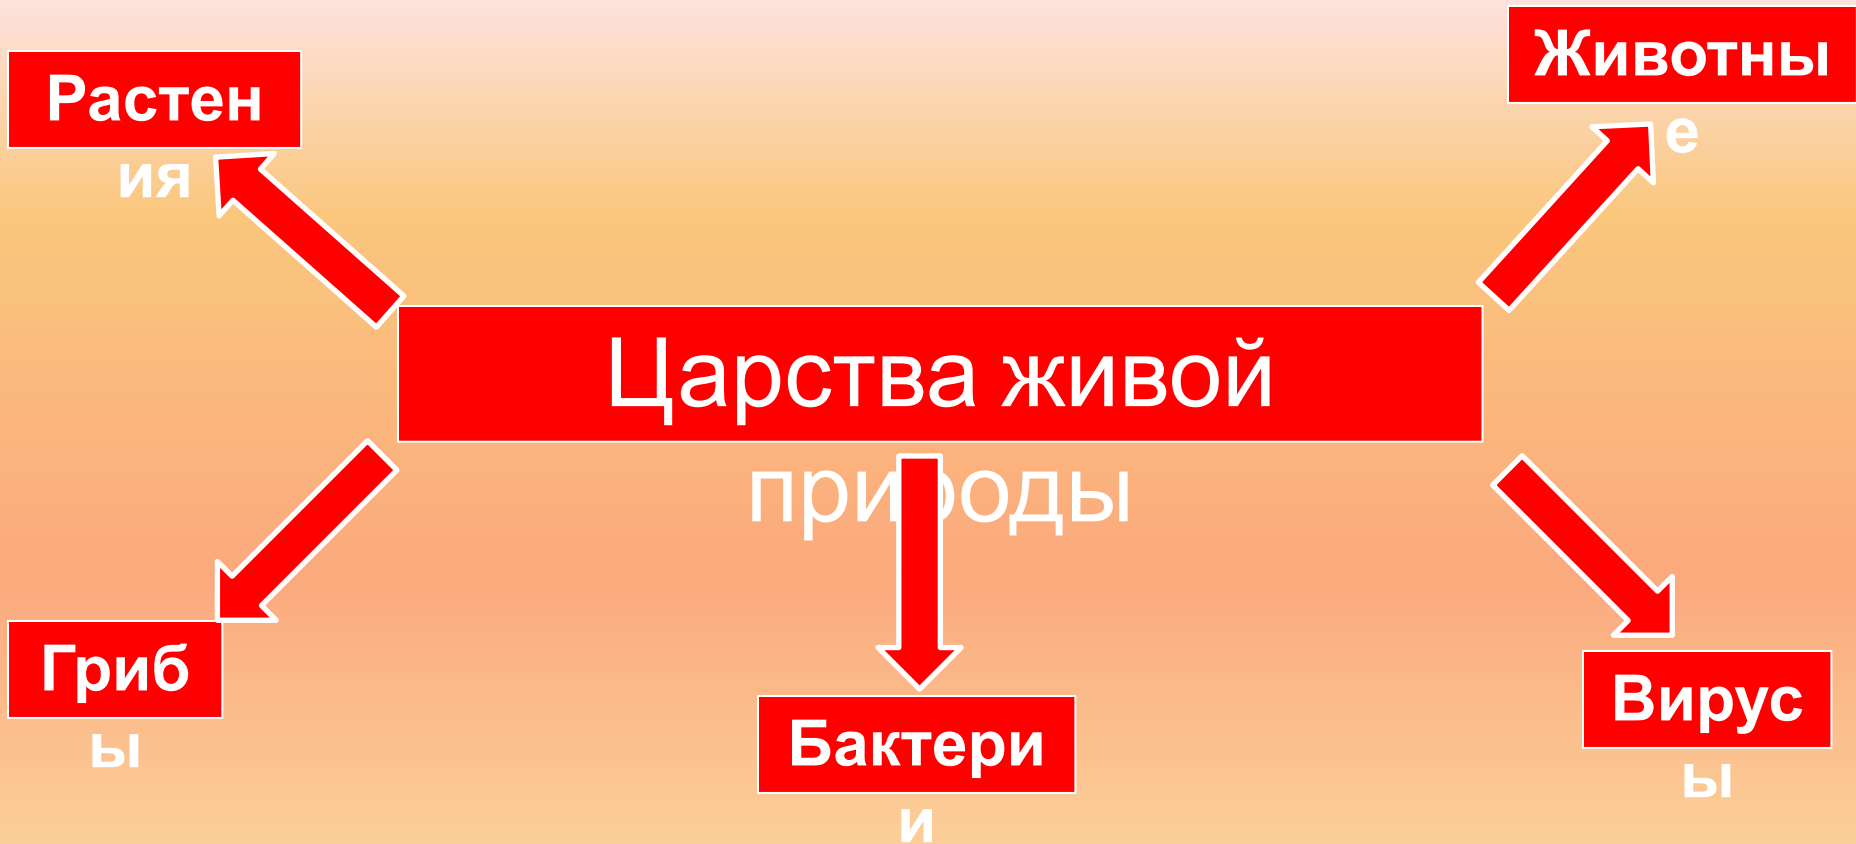 Растен
ия
Животны
е
Царства живой
природы
Гриб
ы
Бактери
и
Вирус
ы